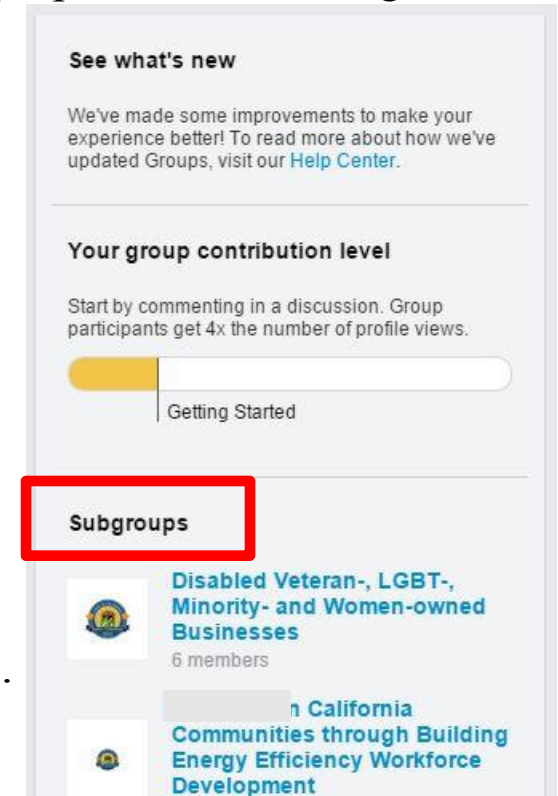 See what's new
We've made some improvements to make your
experience better! To read more about how we've
updated Groups, visit our Help Center.
Your group contribution level
Start by commenting in a discussion. Group
participants get 4x the number of profile views.
Getting Started
Subgroups
Disabled Veteran-, LGBT-,
Minority- and Women-owned
Businesses
6 members
California
Communities through Building
Energy Efficiency Workforce
Development